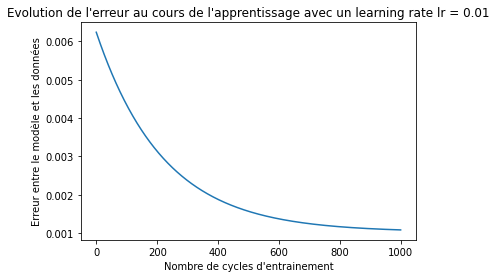 Evolution de l'erreur au cours de l'apprentissage avec un learning rate lr = 0.01
Erreur entre le modèle et les données
0.006
0.005
0.004
0.003
0.002
0.001
0 200 400 600 800 1000
Nombre de cycles d'entrainement